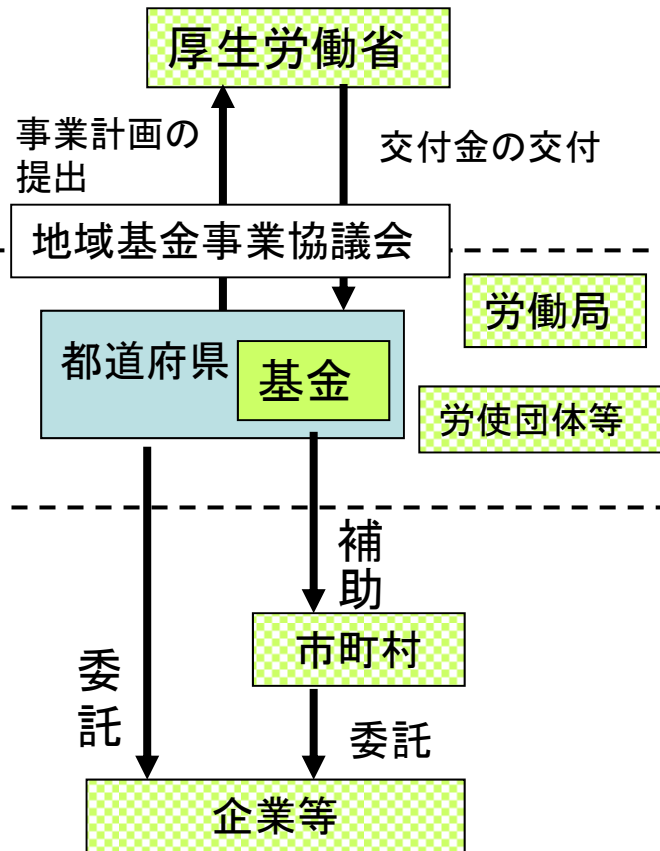 厚生労働省
事業計画の
提出
交付金の交付
地域基金事業協議会
労働局
都道府県
基金
労使団体等
補
助
市町村
委
託
委託
企業等